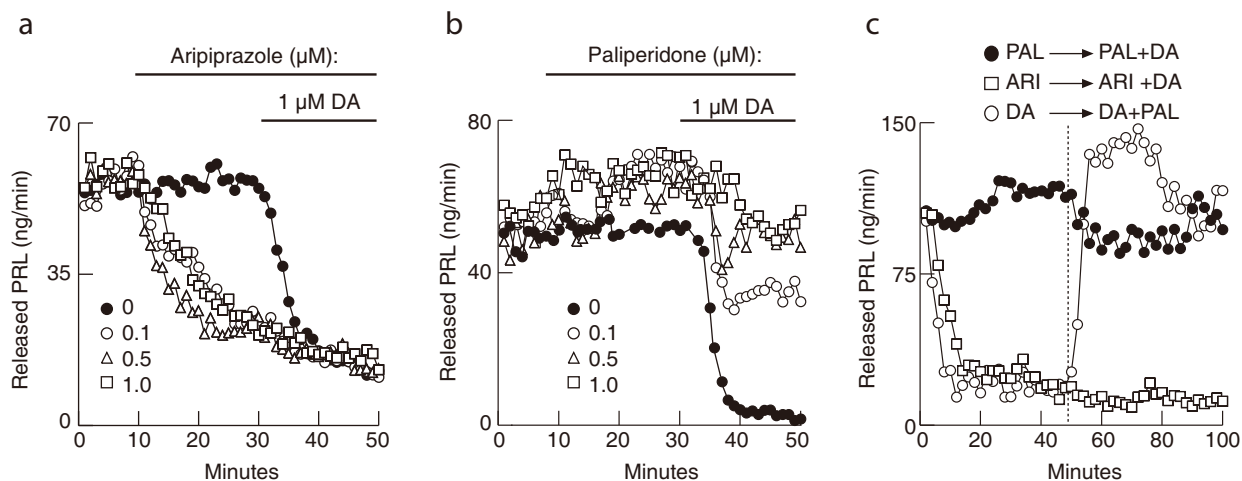 a
Aripiprazole (µM):
1 µM DA
70
35
0
Released PRL (ng/min)
0
0.1
0.5
1.0
0 10 20 30 40 50
Minutes
b
Paliperidone (µM):
1 µM DA
80
40
0
Released PRL (ng/min)
0
0.1
0.5
1.0
0 10 20 30 40 50
Minutes
c
PAL PAL+DA
ARI ARI +DA
DA DA+PAL
150
75
0
Released PRL (ng/min)
0 20 40 60 80 100
Minutes